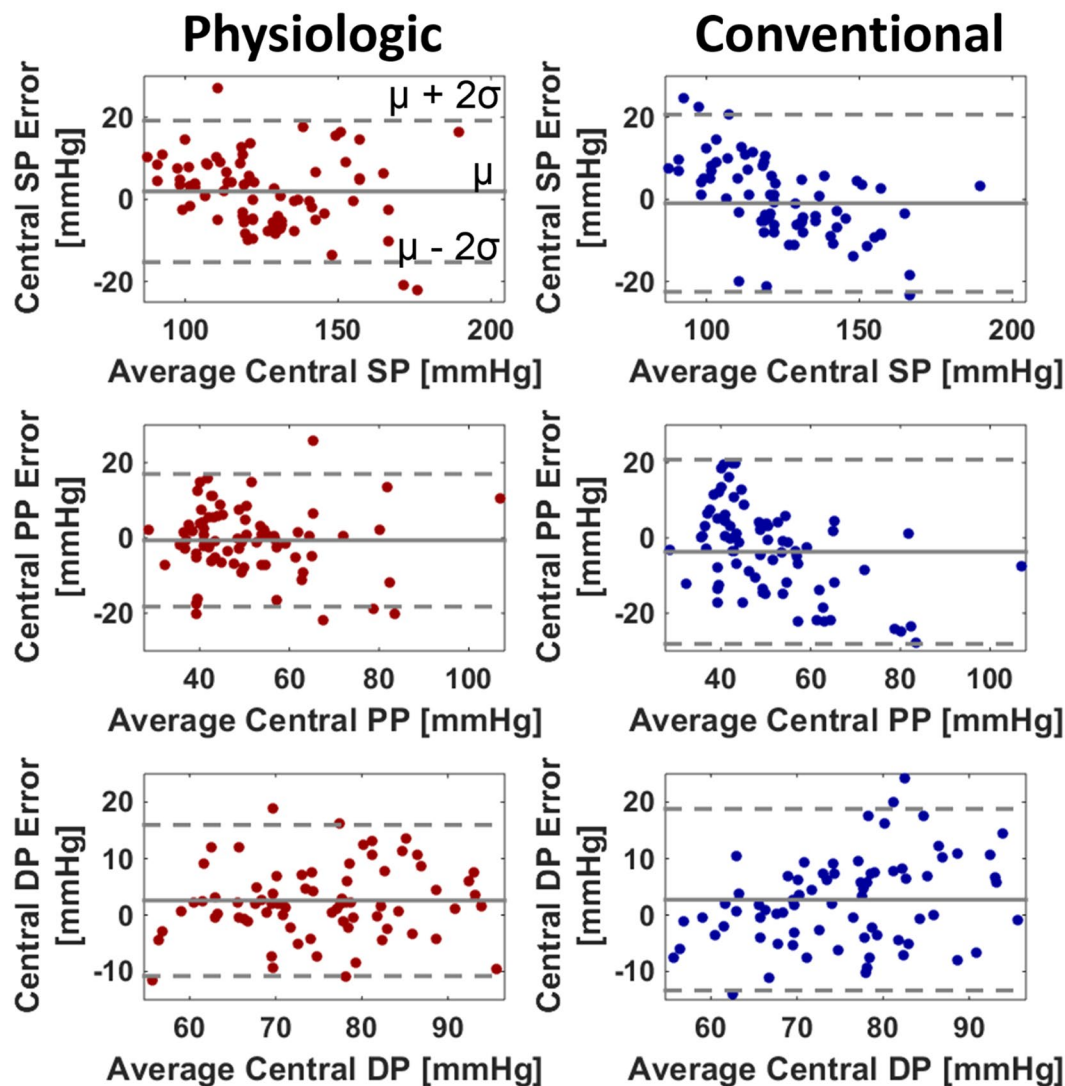 Physiologic
Conventional
Central SP Error
[mmHg]
20
0
-20
μ + 2σ
μ
μ - 2σ
100
150
200
Average Central SP [mmHg]
Central SP Error
[mmHg]
20
0
-20
100
150
200
Average Central SP [mmHg]
Central PP Error
[mmHg]
20
0
-20
40
60
80
100
Average Central PP [mmHg]
Central PP Error
[mmHg]
20
0
-20
40
60
80
100
Average Central PP [mmHg]
Central DP Error
[mmHg]
20
10
0
-10
60
70
80
90
Average Central DP [mmHg]
Central DP Error
[mmHg]
20
10
0
-10
60
70
80
90
Average Central DP [mmHg]